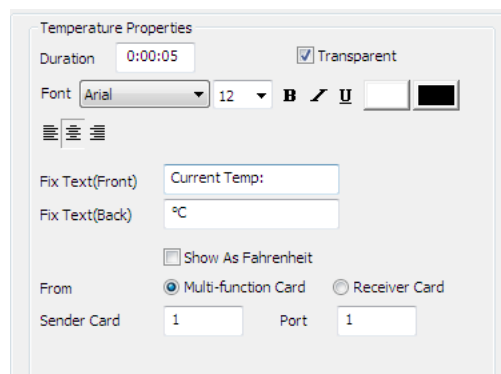 Temperature Properties
Duration 0:00:05 Transparent
Font Arial 12 B I U
Fix Text(Front) Current Temp:
Fix Text(Back) °C
Show As Fahrenheit
From Multi-function Card Receiver Card
Sender Card 1 Port 1